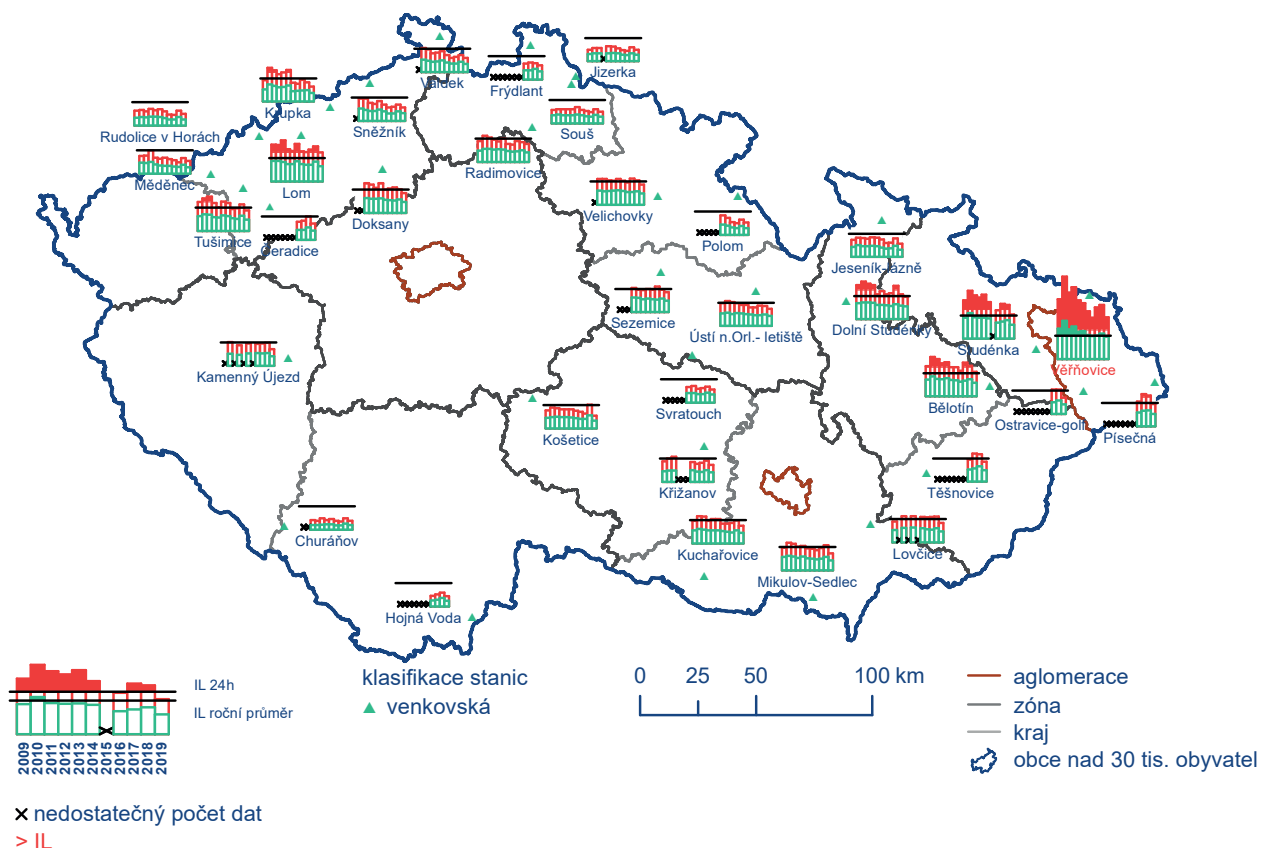 Jizerka
Valdek
Frýdlant
Krupka
Sněžník
Souš
Rudolice v Horách
Radimovice
Měděnec
Lom
Velichovky
Doksany
Polom
Tušimice
Jeseník-lázně
Sezemice
Ústí n.Orl.- letiště
Dolní Studénky
Studénka
Věřňovice
Kamenný Újezd
Svratouch
Bělotín
Košetice
Ostravice-golf
Písečná
Křižanov
Těšnovice
Churáňov
Kuchařovice
Lovčice
Mikulov-Sedlec
Hojná Voda
IL 24h
IL roční průměr
2009
2010
2011
2012
2013
2014
2015
2016
2017
2018
2019
klasifikace stanic
venkovská
0 25 50 100 km
aglomerace
zóna
kraj
obce nad 30 tis. obyvatel
nedostatečný počet dat
> IL